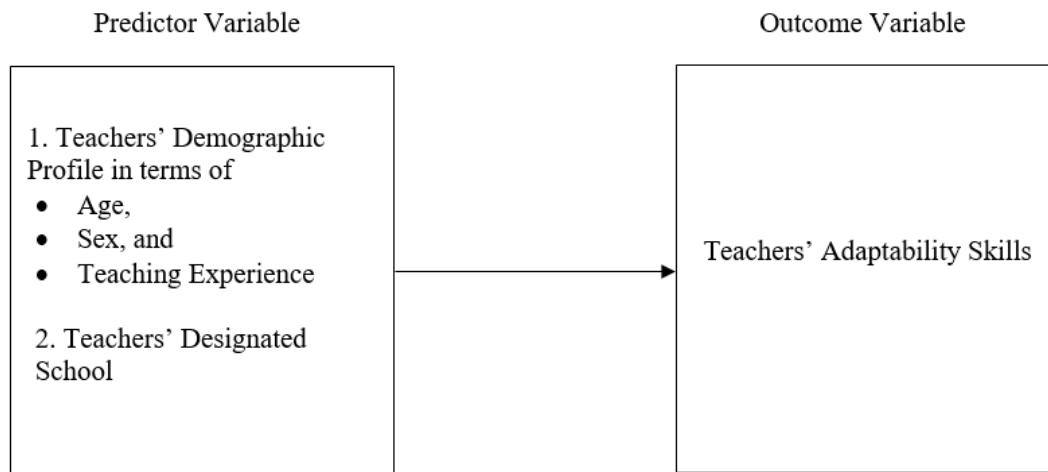 Predictor Variable
Outcome Variable
1. Teachers’ Demographic
Profile in terms of
● Age,
● Sex, and
● Teaching Experience
2. Teachers’ Designated
School
Teachers’ Adaptability Skills